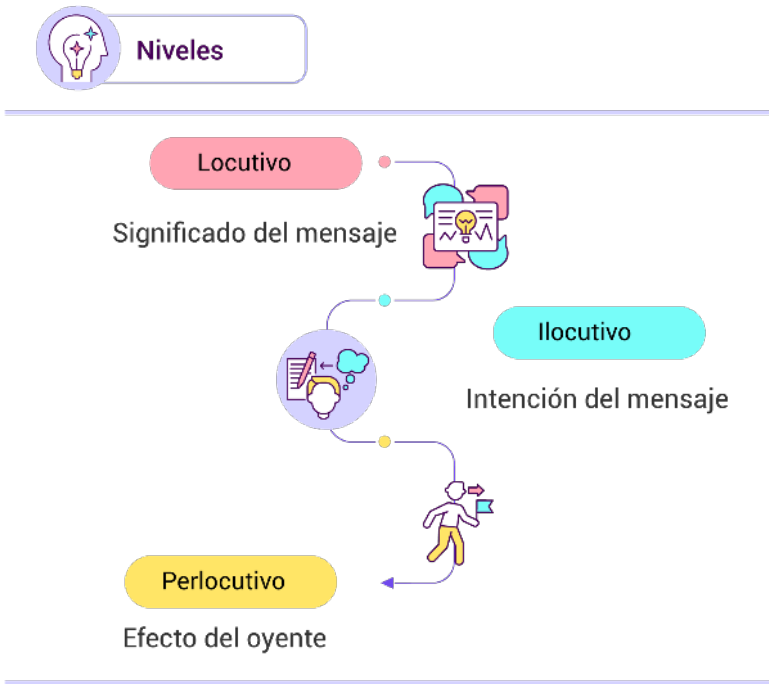 Niveles
Locutivo
Significado del mensaje
Ilocutivo
Intención del mensaje
Perlocutivo
Efecto del oyente